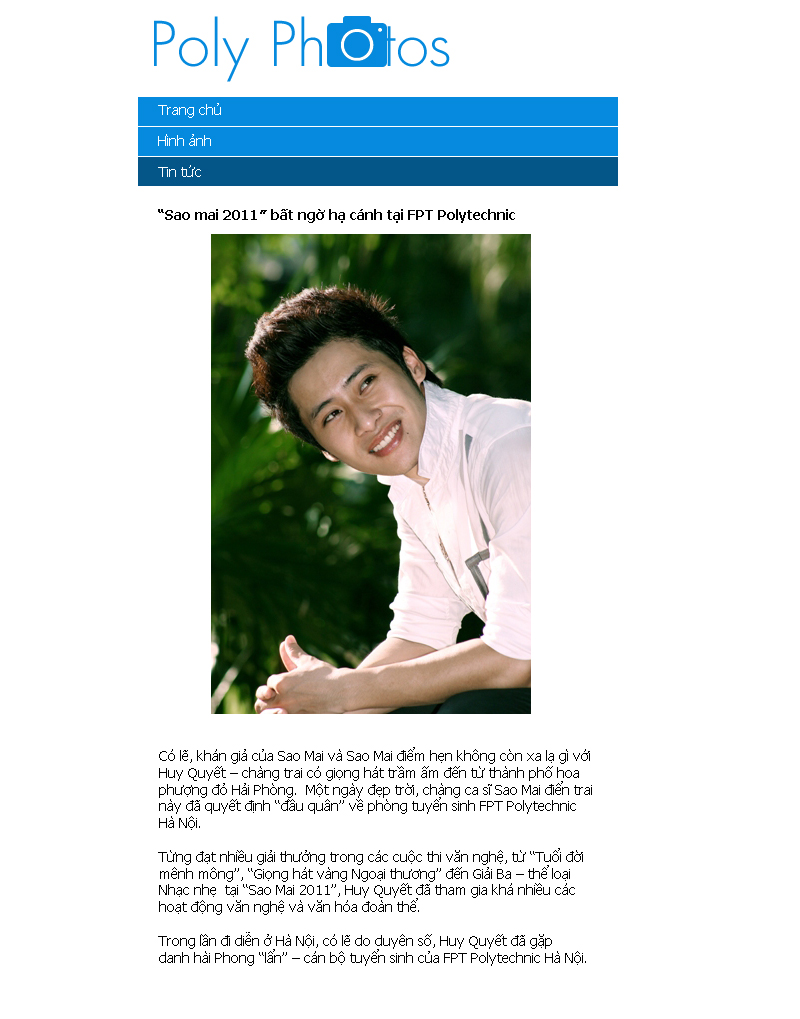 Poly Photos
Trang chủ
Hình ảnh
Tin tức
“Sao mai 2011” bất ngờ hạ cánh tại FPT Polytechnic
Có lẽ, khán giả của Sao Mai và Sao Mai điểm hẹn không còn xa lạ gì với
Huy Quyết – chàng trai có giọng hát trầm ấm đến từ thành phố hoa
phượng đỏ Hải Phòng. Một ngày đẹp trời, chàng ca sĩ Sao Mai điển trai
này đã quyết định “đầu quân” về phòng tuyển sinh FPT Polytechnic
Hà Nội.
Từng đạt nhiều giải thưởng trong các cuộc thi văn nghệ, từ “Tuổi đời
mênh mông”, “Giọng hát vàng Ngoại thương” đến Giải Ba – thể loại
Nhạc nhẹ tại “Sao Mai 2011”, Huy Quyết đã tham gia khá nhiều các
hoạt động văn nghệ và văn hóa đoàn thể.
Trong lần đi diễn ở Hà Nội, có lẽ do duyên số, Huy Quyết đã gặp
danh hài Phong “lẩn” – cán bộ tuyển sinh của FPT Polytechnic Hà Nội.